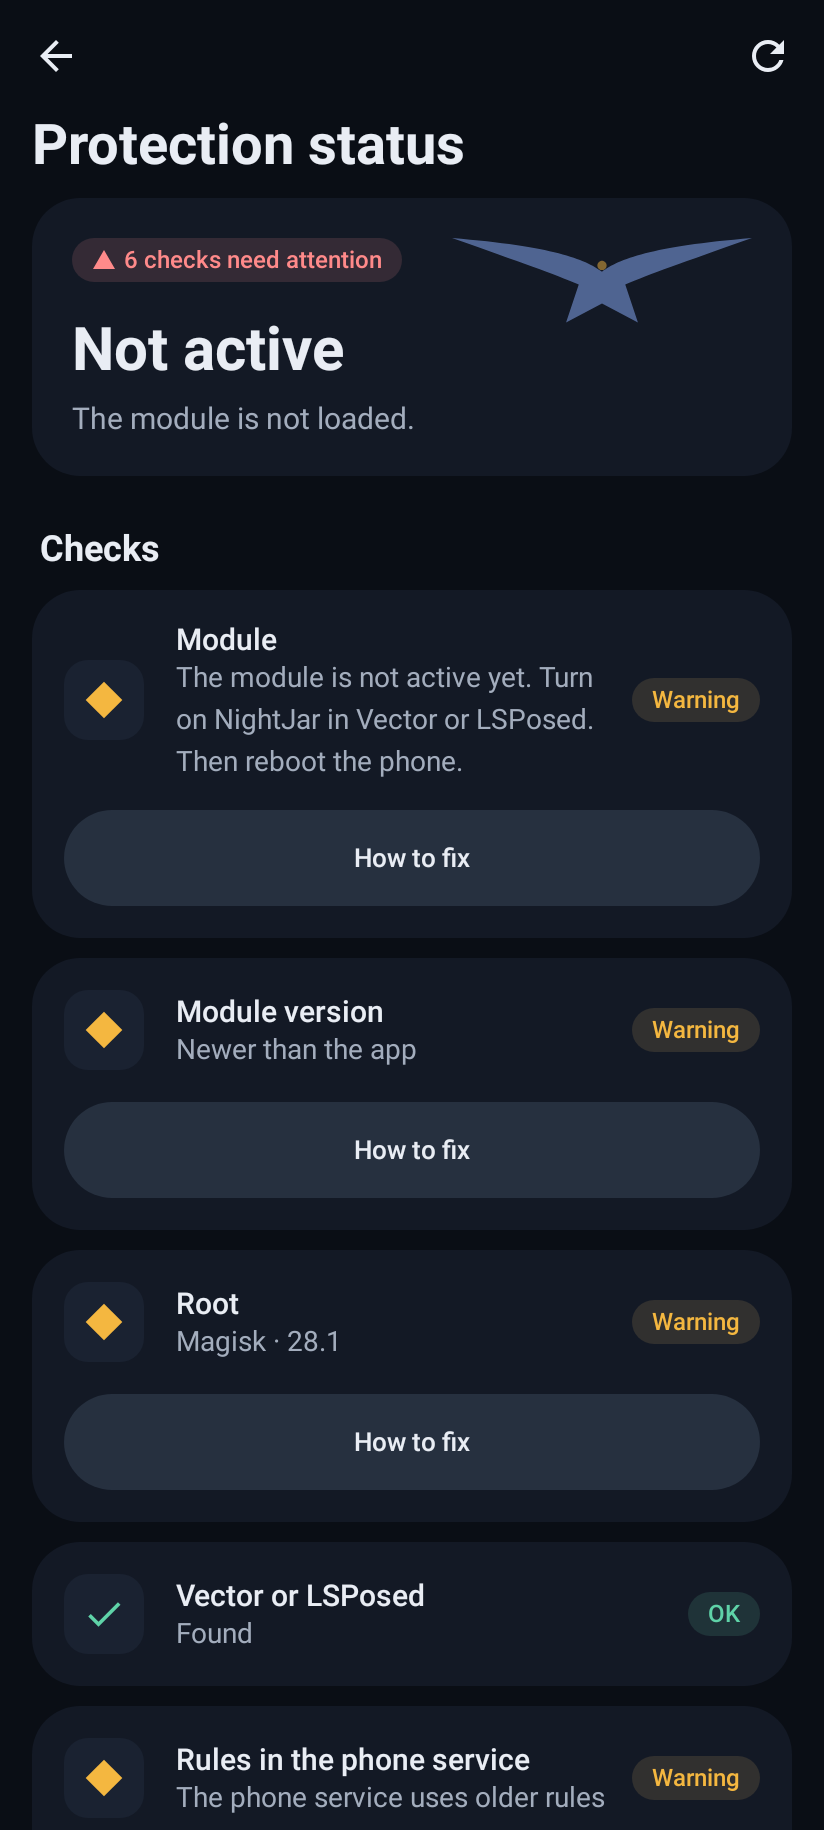 Protection status
6 checks need attention
Not active
The module is not loaded.
Checks
Module
The module is not active yet. Turn
on NightJar in Vector or LSPosed.
Then reboot the phone.
Warning
How to fix
Module version
Newer than the app
Warning
How to fix
Root
Magisk · 28.1
Warning
How to fix
Vector or LSPosed
Found
OK
Rules in the phone service
The phone service uses older rules
Warning